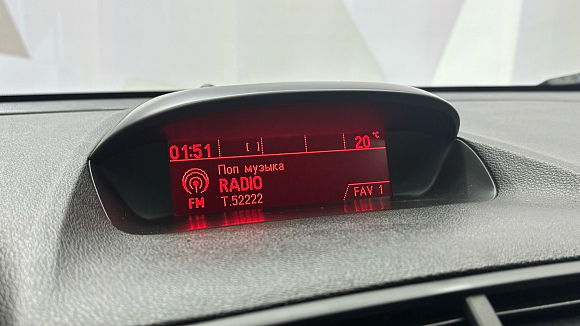 01:51 [ ] 20 °C
Поп музыка
RADIO
FM T.52222 FAV 1